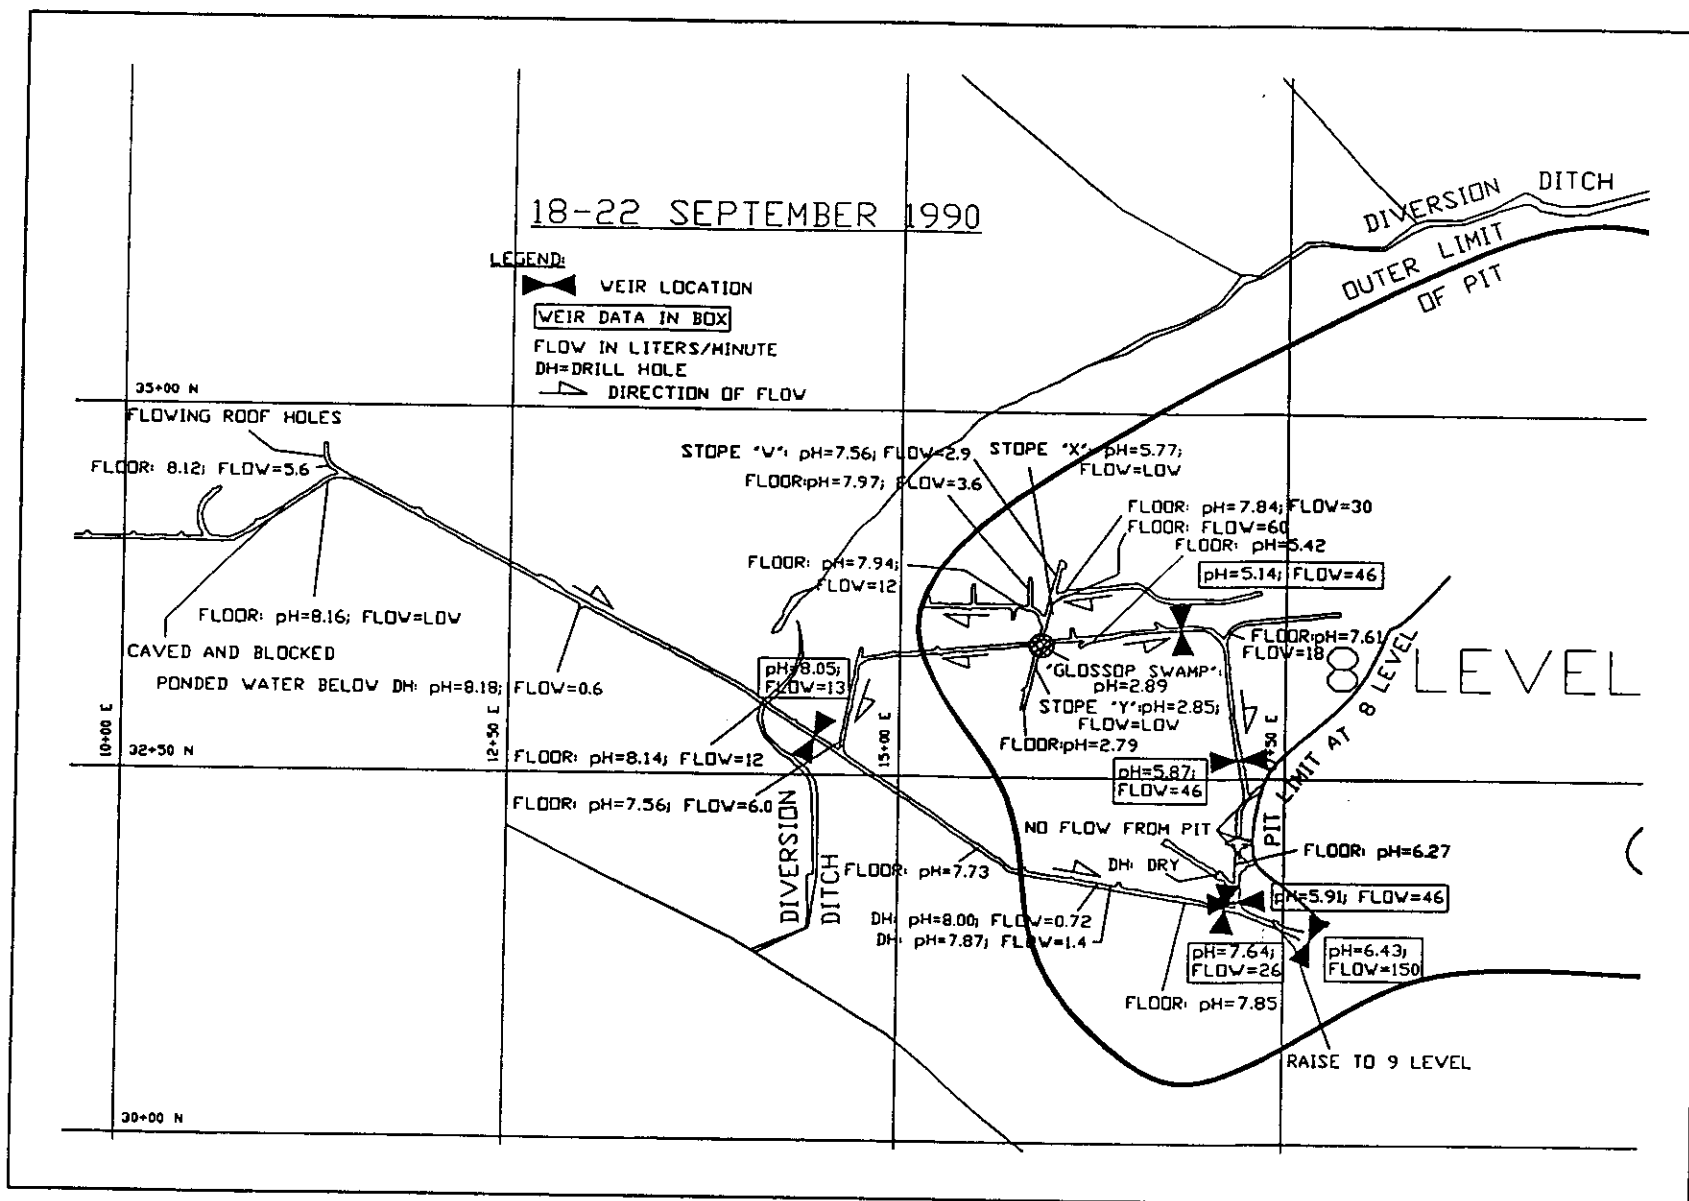 18-22 SEPTEMBER 1990
LEGEND:
WEIR LOCATION
WEIR DATA IN BOX
FLOW IN LITERS/MINUTE
DH=DRILL HOLE
DIRECTION OF FLOW
DIVERSION DITCH
OUTER LIMIT
OF PIT
35+00 N
FLOWING ROOF HOLES
FLOOR: 8.12; FLOW=5.6
FLOOR: pH=8.16; FLOW=LOW
CAVED AND BLOCKED
PONDED WATER BELOW DH: pH=8.18; FLOW=0.6
STOPE "W": pH=7.56; FLOW=2.9
STOPE "X": pH=5.77;
FLOW=LOW
FLOOR:pH=7.97; FLOW=3.6
FLOOR: pH=7.84; FLOW=30
FLOOR: FLOW=60
FLOOR: pH=5.42
pH=5.14; FLOW=46
FLOOR: pH=7.94;
FLOW=12
FLOOR:pH=7.61
FLOW=18
8 LEVEL
pH=8.05;
FLOW=13
"GLOSSOP SWAMP":
pH=2.89
STOPE "Y":pH=2.85;
FLOW=LOW
FLOOR:pH=2.79
10+00 E
32+50 N
12+50 E
15+00 E
+50 E
FLOOR: pH=8.14; FLOW=12
FLOOR: pH=7.56; FLOW=6.0
DIVERSION
DITCH
pH=5.87;
FLOW=46
PIT LIMIT AT 8 LEVEL
NO FLOW FROM PIT
FLOOR: pH=6.27
FLOOR: pH=7.73
DH: DRY
pH=5.91; FLOW=46
DH: pH=8.00; FLOW=0.72
DH: pH=7.87; FLOW=1.4
pH=7.64;
FLOW=26
pH=6.43;
FLOW=150
FLOOR: pH=7.85
RAISE TO 9 LEVEL
30+00 N